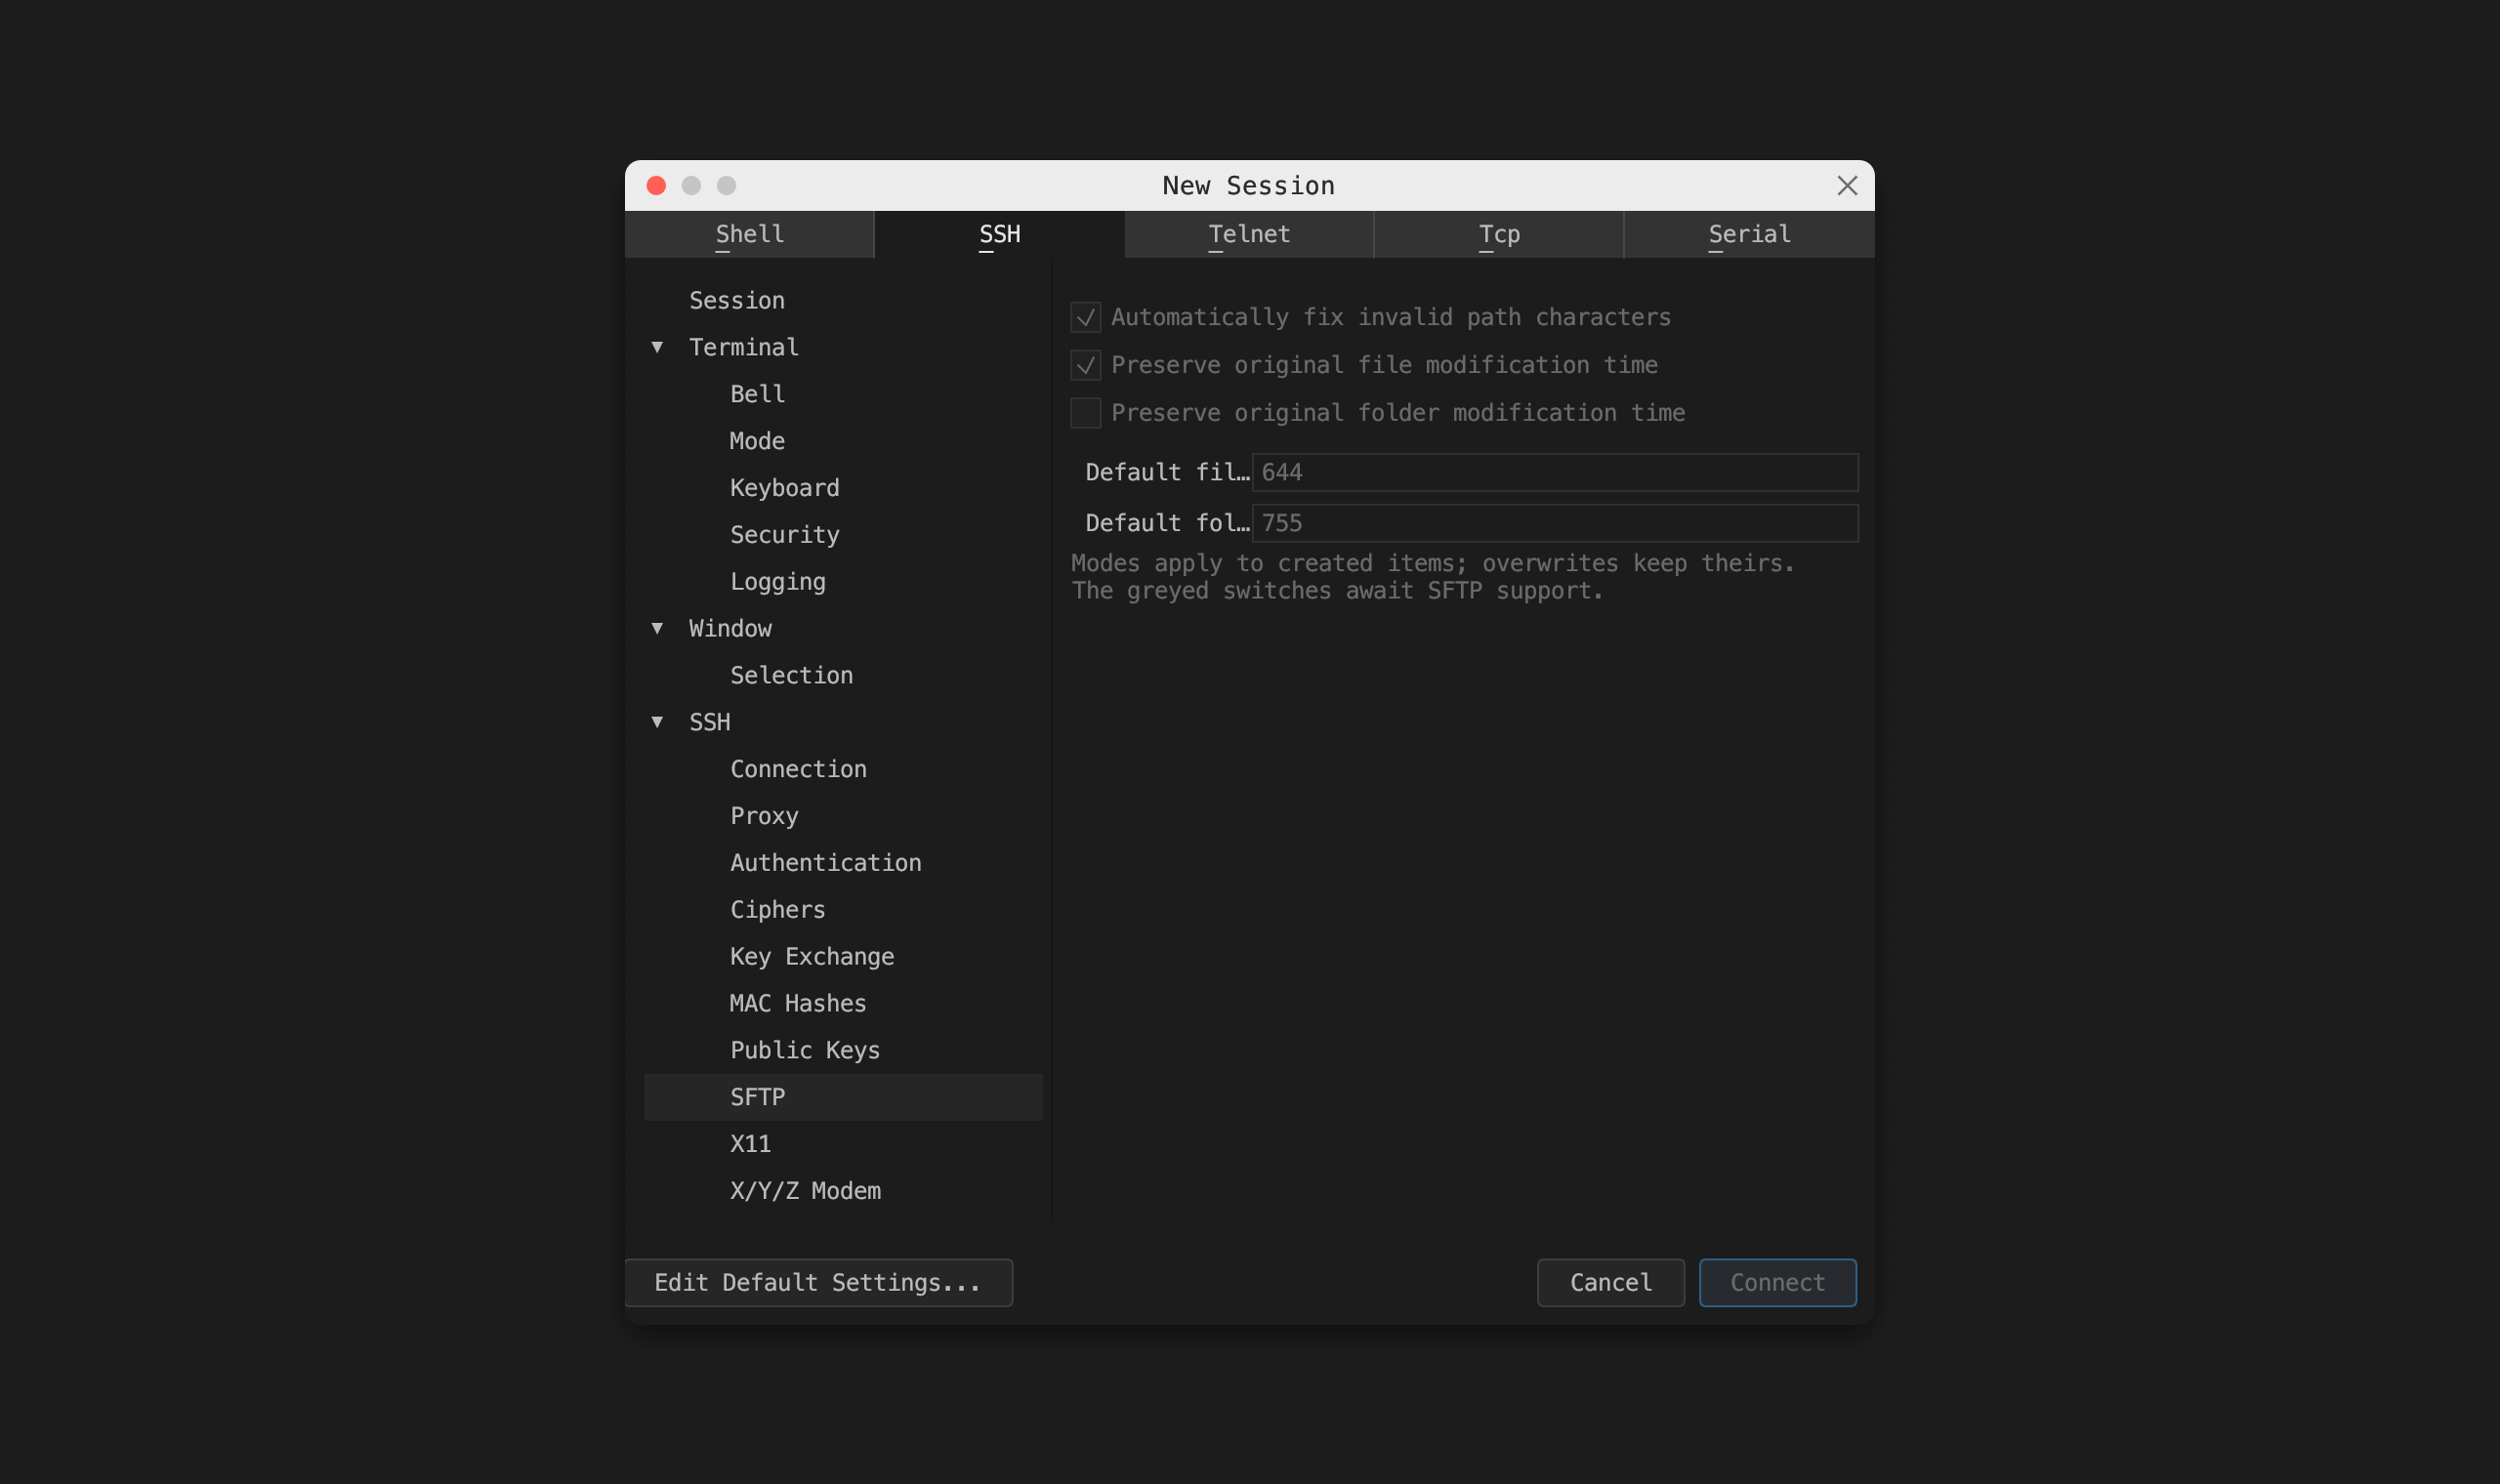 New Session
Shell SSH Telnet Tcp Serial
Session
Terminal
Bell
Mode
Keyboard
Security
Logging
Window
Selection
SSH
Connection
Proxy
Authentication
Ciphers
Key Exchange
MAC Hashes
Public Keys
SFTP
X11
X/Y/Z Modem
Automatically fix invalid path characters
Preserve original file modification time
Preserve original folder modification time
Default fil… 644
Default fol… 755
Modes apply to created items; overwrites keep theirs.
The greyed switches await SFTP support.
Edit Default Settings... Cancel Connect